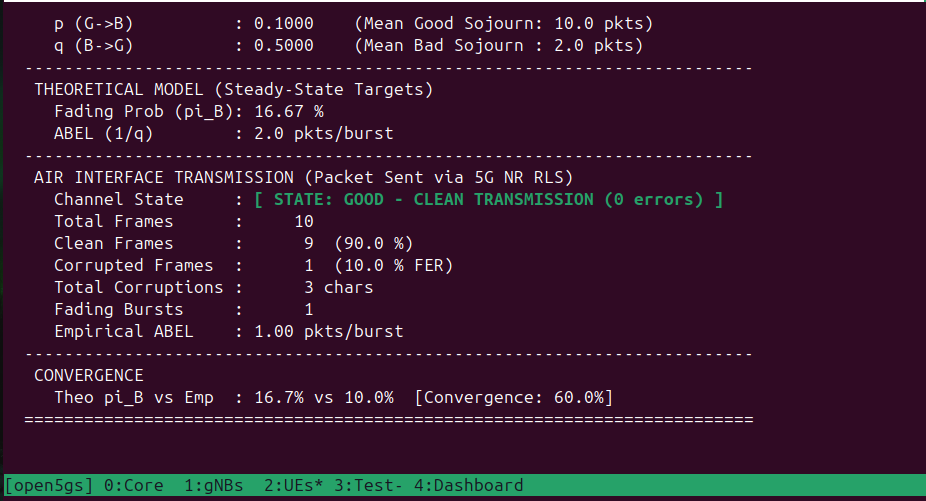 p (G->B)          : 0.1000    (Mean Good Sojourn: 10.0 pkts)
q (B->G)          : 0.5000    (Mean Bad Sojourn : 2.0 pkts)
-------------------------------------------------------------------------
THEORETICAL MODEL (Steady-State Targets)
Fading Prob (pi_B): 16.67 %
ABEL (1/q)        : 2.0 pkts/burst
-------------------------------------------------------------------------
AIR INTERFACE TRANSMISSION (Packet Sent via 5G NR RLS)
Channel State     : [ STATE: GOOD - CLEAN TRANSMISSION (0 errors) ]
Total Frames      :     10
Clean Frames      :      9  (90.0 %)
Corrupted Frames  :      1  (10.0 % FER)
Total Corruptions :      3 chars
Fading Bursts     :      1
Empirical ABEL    : 1.00 pkts/burst
-------------------------------------------------------------------------
CONVERGENCE
Theo pi_B vs Emp  : 16.7% vs 10.0%  [Convergence: 60.0%]
=========================================================================
[open5gs] 0:Core  1:gNBs  2:UEs* 3:Test- 4:Dashboard